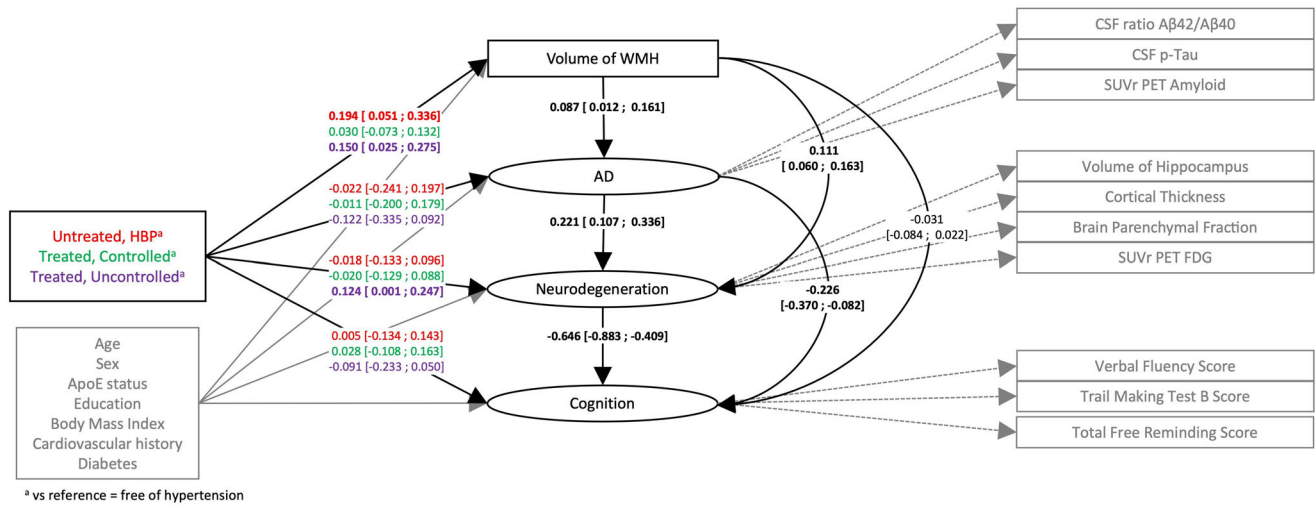 Volume of WMH
0.087 [ 0.012 ; 0.161]
AD
0.221 [ 0.107 ; 0.336]
Neurodegeneration
-0.646 [-0.883 ; -0.409]
Cognition
0.194 [ 0.051 ; 0.336]
0.030 [-0.073 ; 0.132]
0.150 [ 0.025 ; 0.275]
-0.022 [-0.241 ; 0.197]
-0.011 [-0.200 ; 0.179]
-0.122 [-0.335 ; 0.092]
-0.018 [-0.133 ; 0.096]
-0.020 [-0.129 ; 0.088]
0.124 [ 0.001 ; 0.247]
0.005 [-0.134 ; 0.143]
0.028 [-0.108 ; 0.163]
-0.091 [-0.233 ; 0.050]
Untreated, HBPᵃ
Treated, Controlledᵃ
Treated, Uncontrolledᵃ
Age
Sex
ApoE status
Education
Body Mass Index
Cardiovascular history
Diabetes
ᵃ vs reference = free of hypertension
0.111
[ 0.060 ; 0.163]
-0.031
[-0.084 ; 0.022]
-0.226
[-0.370 ; -0.082]
CSF ratio Aβ42/Aβ40
CSF p-Tau
SUVr PET Amyloid
Volume of Hippocampus
Cortical Thickness
Brain Parenchymal Fraction
SUVr PET FDG
Verbal Fluency Score
Trail Making Test B Score
Total Free Reminding Score